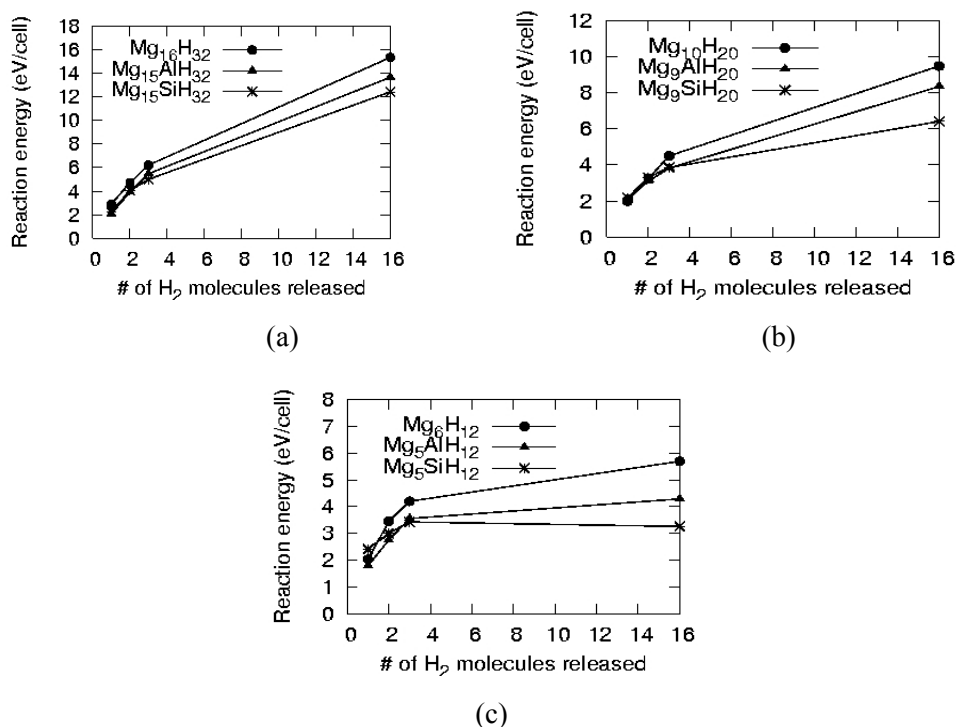 18
16
14
12
10
8
6
4
2
0
Reaction energy (eV/cell)
Mg16H32
Mg15AlH32
Mg15SiH32
0 2 4 6 8 10 12 14 16
# of H2 molecules released
(a)
12
10
8
6
4
2
0
Reaction energy (eV/cell)
Mg10H20
Mg9AlH20
Mg9SiH20
0 2 4 6 8 10 12 14 16
# of H2 molecules released
(b)
8
7
6
5
4
3
2
1
0
Reaction energy (eV/cell)
Mg6H12
Mg5AlH12
Mg5SiH12
0 2 4 6 8 10 12 14 16
# of H2 molecules released
(c)